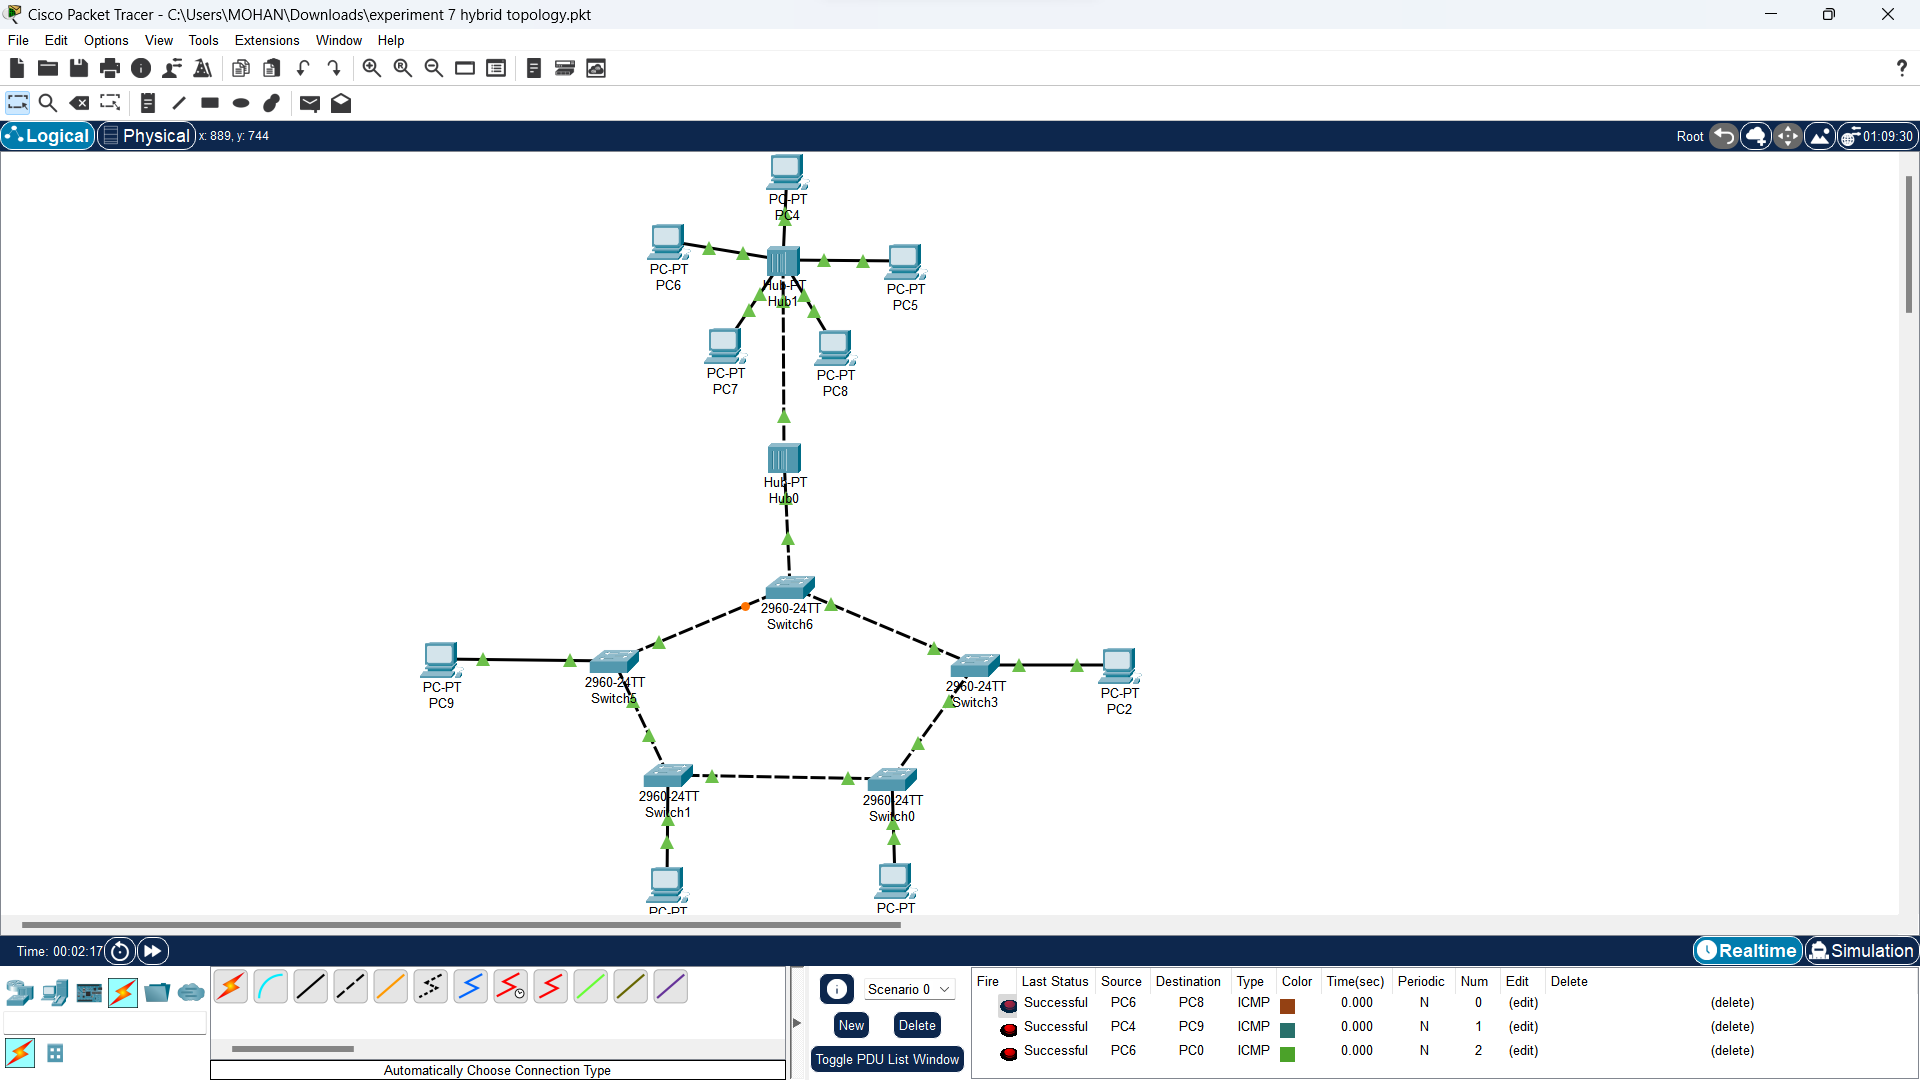 Cisco Packet Tracer - C:\Users\MOHAN\Downloads\experiment 7 hybrid topology.pkt
File Edit Options View Tools Extensions Window Help
?
Logical Physical x: 889, y: 744 Root 01:09:30
PC-PT
PC4
PC-PT
PC6
Hub-PT
Hub1
PC-PT
PC5
PC-PT
PC7
PC-PT
PC8
Hub-PT
Hub0
2960-24TT
Switch6
PC-PT
PC9
2960-24TT
Switch5
2960-24TT
Switch3
PC-PT
PC2
2960-24TT
Switch1
2960-24TT
Switch0
PC-PT
PC-PT
Time: 00:02:17 Realtime Simulation
Automatically Choose Connection Type
Scenario 0
New Delete
Toggle PDU List Window
Fire Last Status Source Destination Type Color Time(sec) Periodic Num Edit Delete
Successful PC6 PC8 ICMP 0.000 N 0 (edit) (delete)
Successful PC4 PC9 ICMP 0.000 N 1 (edit) (delete)
Successful PC6 PC0 ICMP 0.000 N 2 (edit) (delete)